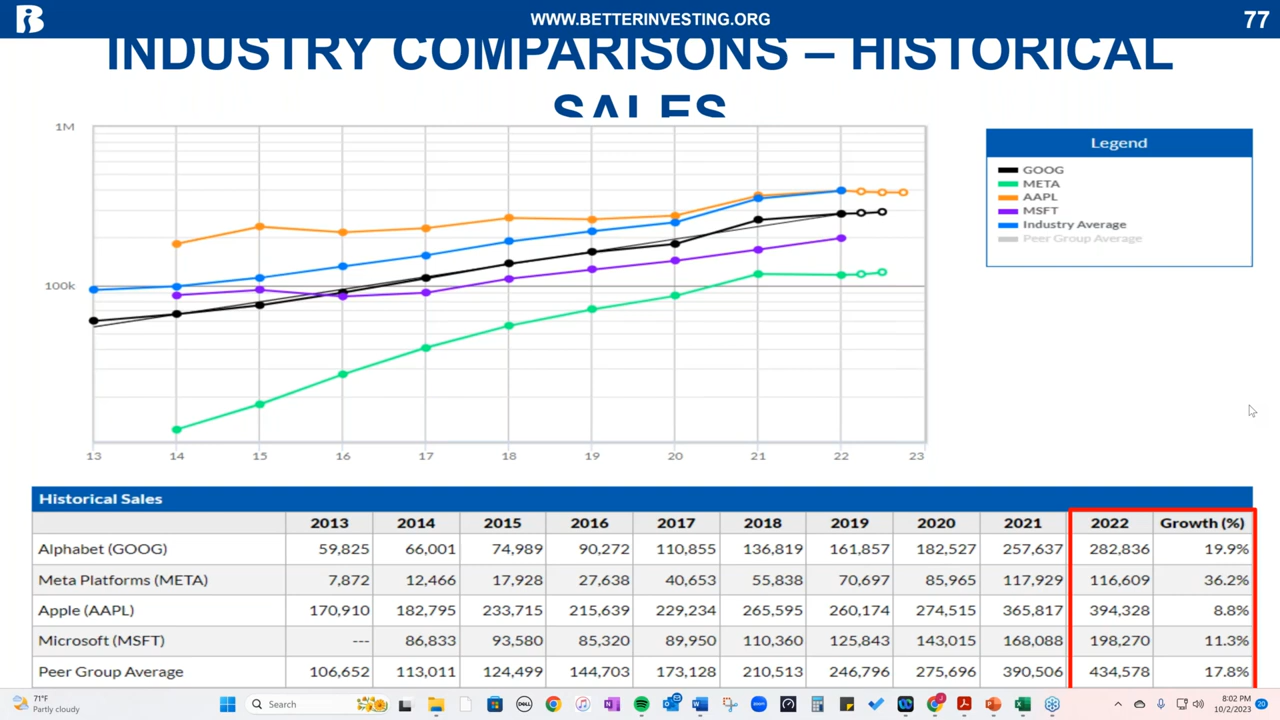 WWW.BETTERINVESTING.ORG
77
INDUSTRY COMPARISONS – HISTORICAL
SALES
1M
100k
13 14 15 16 17 18 19 20 21 22 23
Legend
GOOG
META
AAPL
MSFT
Industry Average
Peer Group Average
Historical Sales
2013 2014 2015 2016 2017 2018 2019 2020 2021 2022 Growth (%)
Alphabet (GOOG) 59,825 66,001 74,989 90,272 110,855 136,819 161,857 182,527 257,637 282,836 19.9%
Meta Platforms (META) 7,872 12,466 17,928 27,638 40,653 55,838 70,697 85,965 117,929 116,609 36.2%
Apple (AAPL) 170,910 182,795 233,715 215,639 229,234 265,595 260,174 274,515 365,817 394,328 8.8%
Microsoft (MSFT) --- 86,833 93,580 85,320 89,950 110,360 125,843 143,015 168,088 198,270 11.3%
Peer Group Average 106,652 113,011 124,499 144,703 173,128 210,513 246,796 275,696 390,506 434,578 17.8%
71°F
Partly cloudy
Search
DELL
zoom
8:02 PM
10/2/2023
20